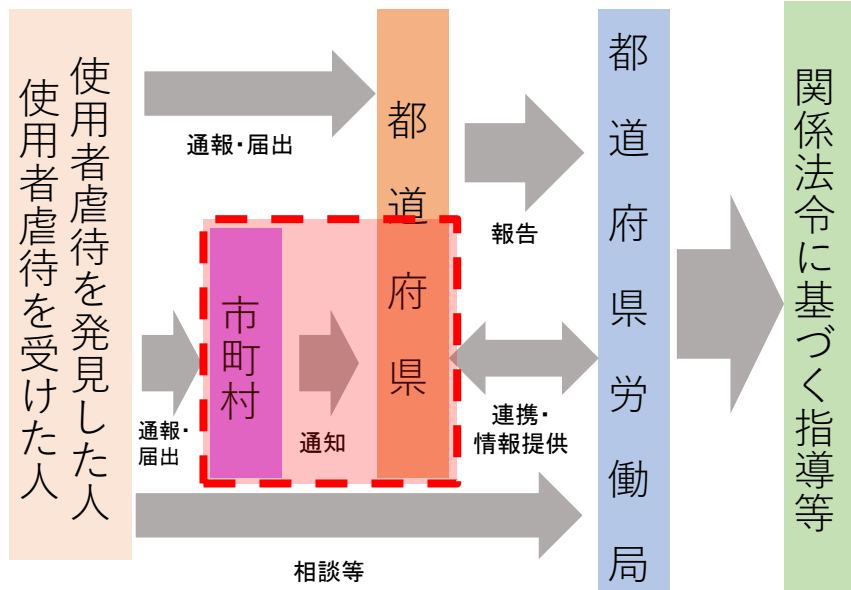 使用者虐待を発見した人
使用者虐待を受けた人
通報・届出
都道府県
報告
市町村
通報・
届出
通知
連携・
情報提供
相談等
都道府県労働局
関係法令に基づく指導等